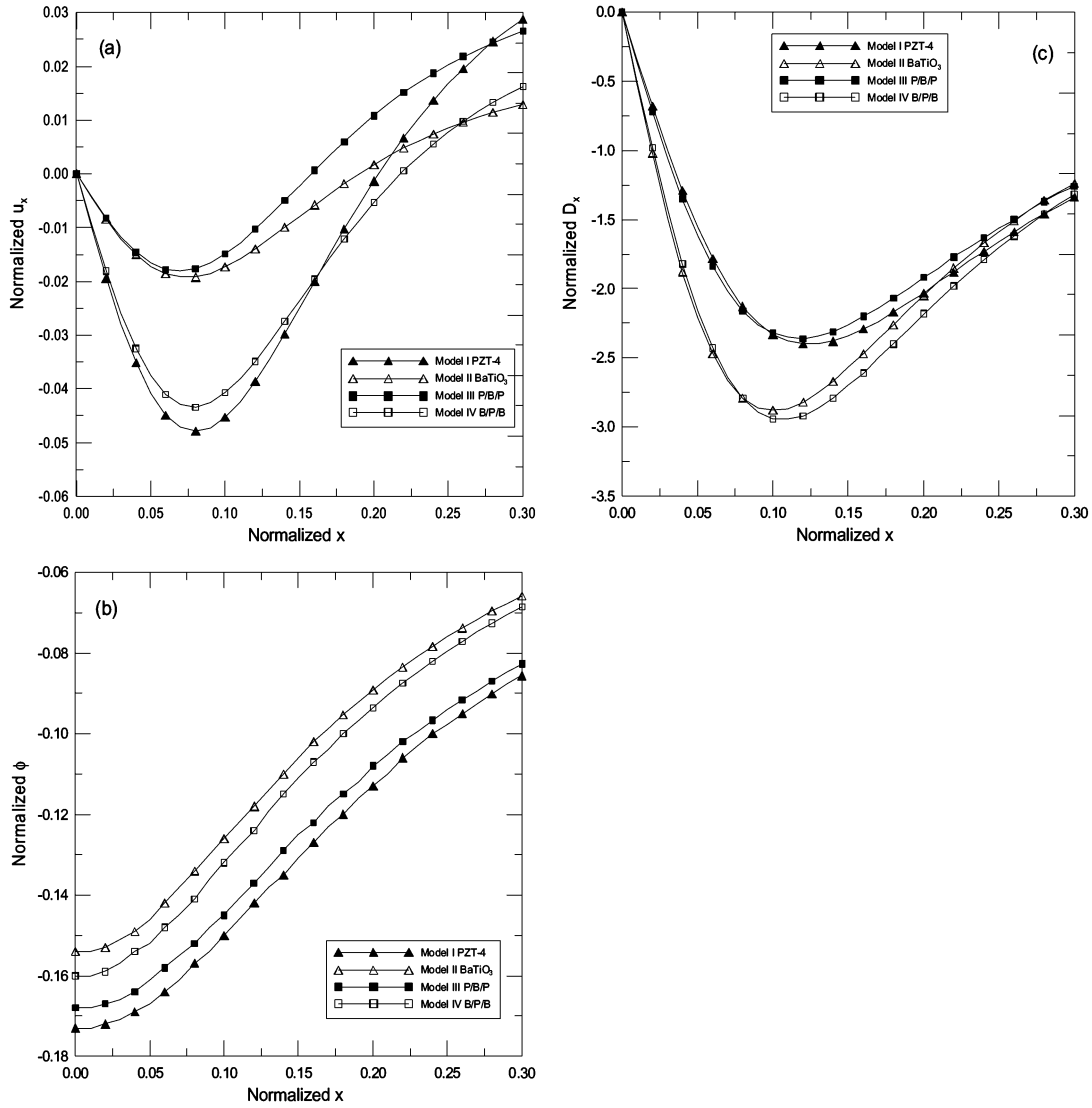 (a)
0.03
0.02
0.01
0.00
-0.01
-0.02
-0.03
-0.04
-0.05
-0.06
Normalized uₓ
Model I PZT-4
Model II BaTiO₃
Model III P/B/P
Model IV B/P/B
0.00 0.05 0.10 0.15 0.20 0.25 0.30
Normalized x
(c)
0.0
-0.5
-1.0
-1.5
-2.0
-2.5
-3.0
-3.5
Normalized Dₓ
Model I PZT-4
Model II BaTiO₃
Model III P/B/P
Model IV B/P/B
0.00 0.05 0.10 0.15 0.20 0.25 0.30
Normalized x
(b)
-0.06
-0.08
-0.10
-0.12
-0.14
-0.16
-0.18
Normalized ϕ
Model I PZT-4
Model II BaTiO₃
Model III P/B/P
Model IV B/P/B
0.00 0.05 0.10 0.15 0.20 0.25 0.30
Normalized x